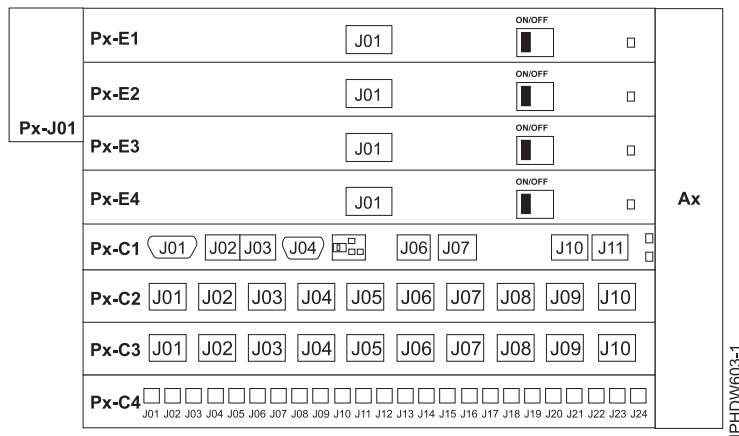 ON/OFF
Px-E1 J01
ON/OFF
Px-E2 J01
Px-J01
ON/OFF
Px-E3 J01
ON/OFF
Px-E4 J01
Ax
Px-C1 J01 J02 J03 J04 J06 J07 J10 J11
Px-C2 J01 J02 J03 J04 J05 J06 J07 J08 J09 J10
Px-C3 J01 J02 J03 J04 J05 J06 J07 J08 J09 J10
Px-C4
J01 J02 J03 J04 J05 J06 J07 J08 J09 J10 J11 J12 J13 J14 J15 J16 J17 J18 J19 J20 J21 J22 J23 J24
IPHDW603-1